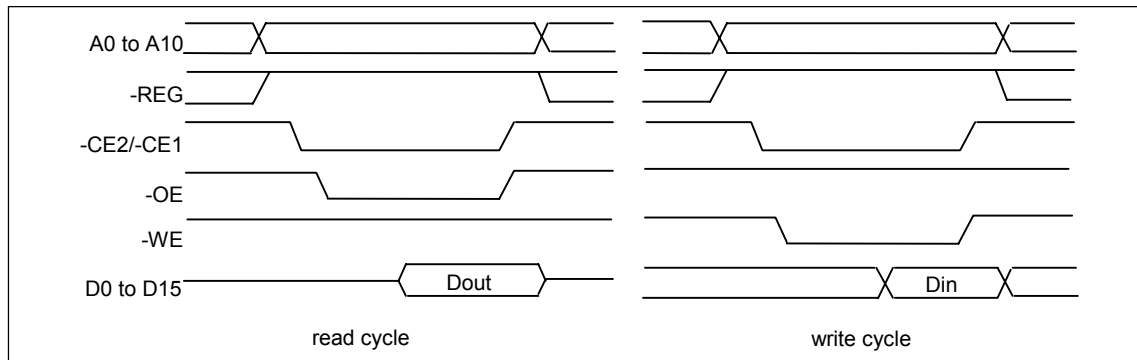 A0 to A10
-REG
-CE2/-CE1
-OE
-WE
D0 to D15
Dout
Din
read cycle
write cycle